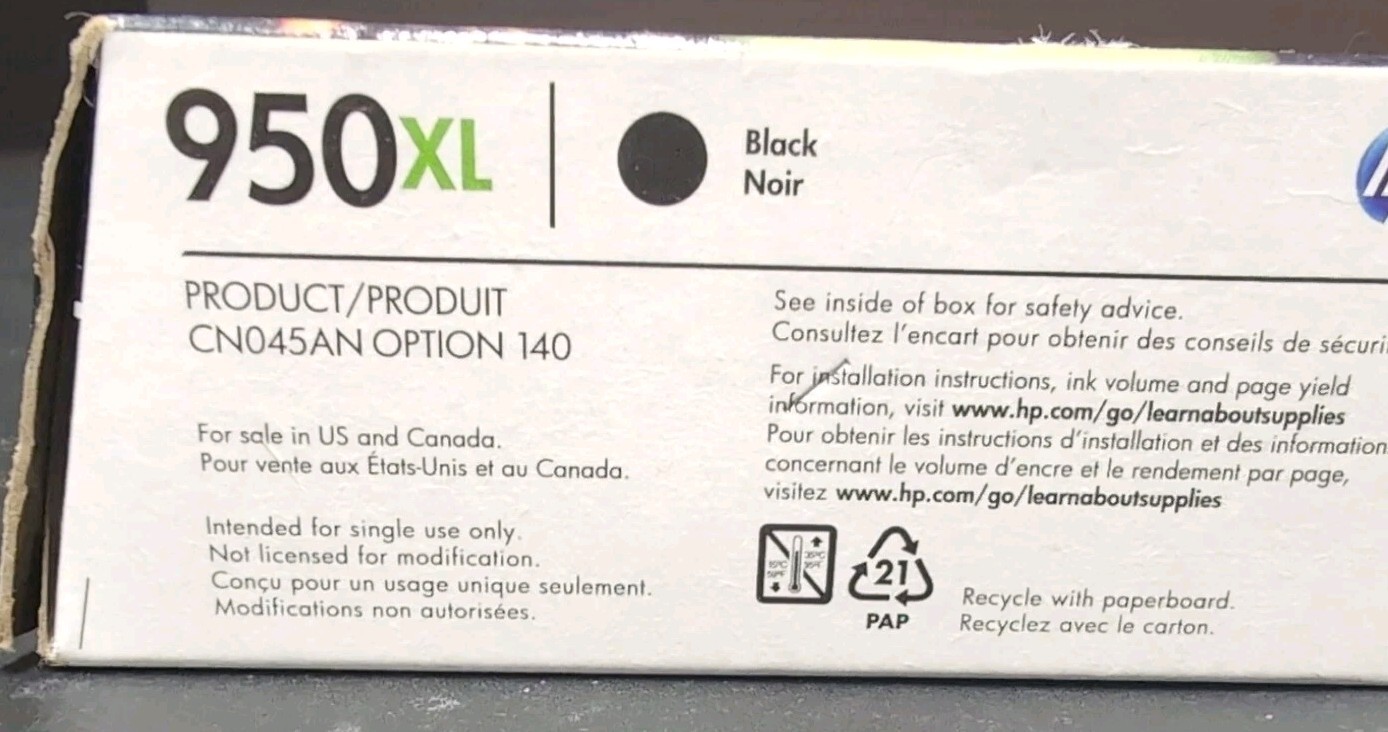 950XL
Black
Noir
PRODUCT/PRODUIT
CN045AN OPTION 140
For sale in US and Canada.
Pour vente aux États-Unis et au Canada.
Intended for single use only.
Not licensed for modification.
Conçu pour un usage unique seulement.
Modifications non autorisées.
See inside of box for safety advice.
Consultez l'encart pour obtenir des conseils de sécuri
For installation instructions, ink volume and page yield
information, visit www.hp.com/go/learnaboutsupplies
Pour obtenir les instructions d'installation et des information
concernant le volume d'encre et le rendement par page,
visitez www.hp.com/go/learnaboutsupplies
21
PAP
Recycle with paperboard.
Recyclez avec le carton.